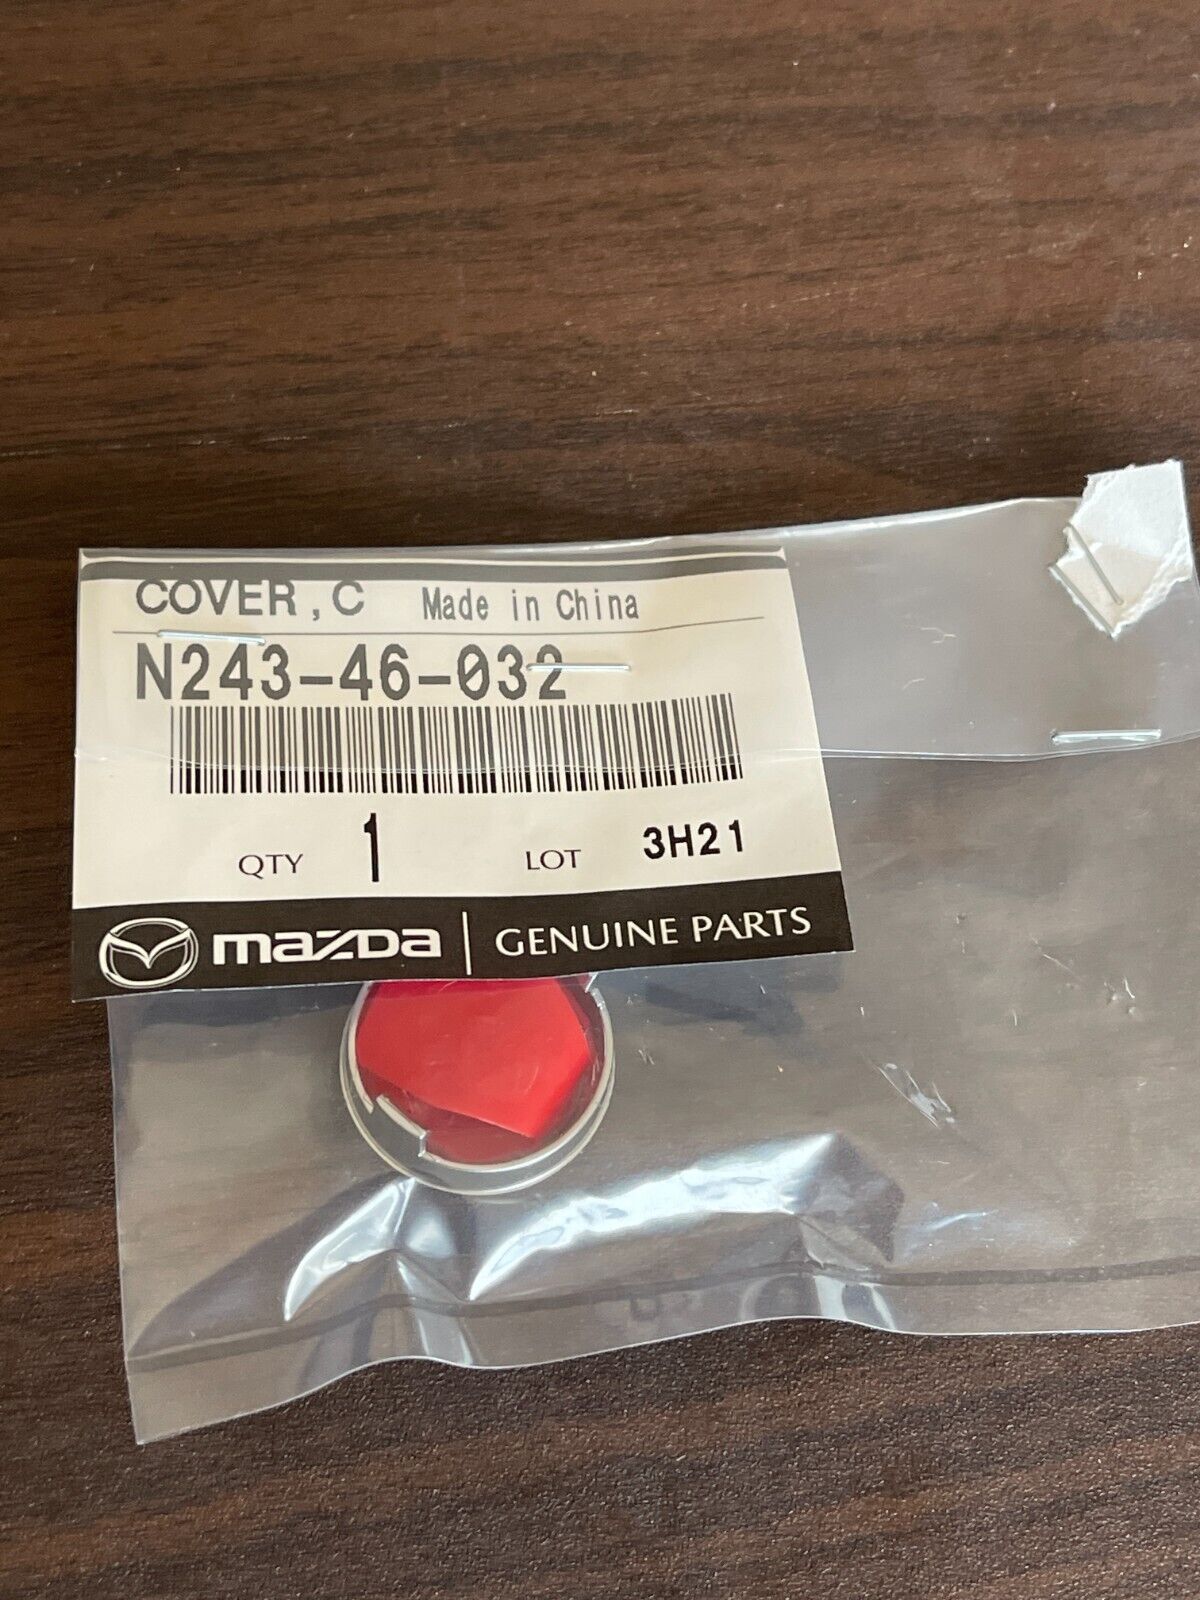 COVER , C Made in China
N243-46-032
QTY 1 LOT 3H21
mazda GENUINE PARTS